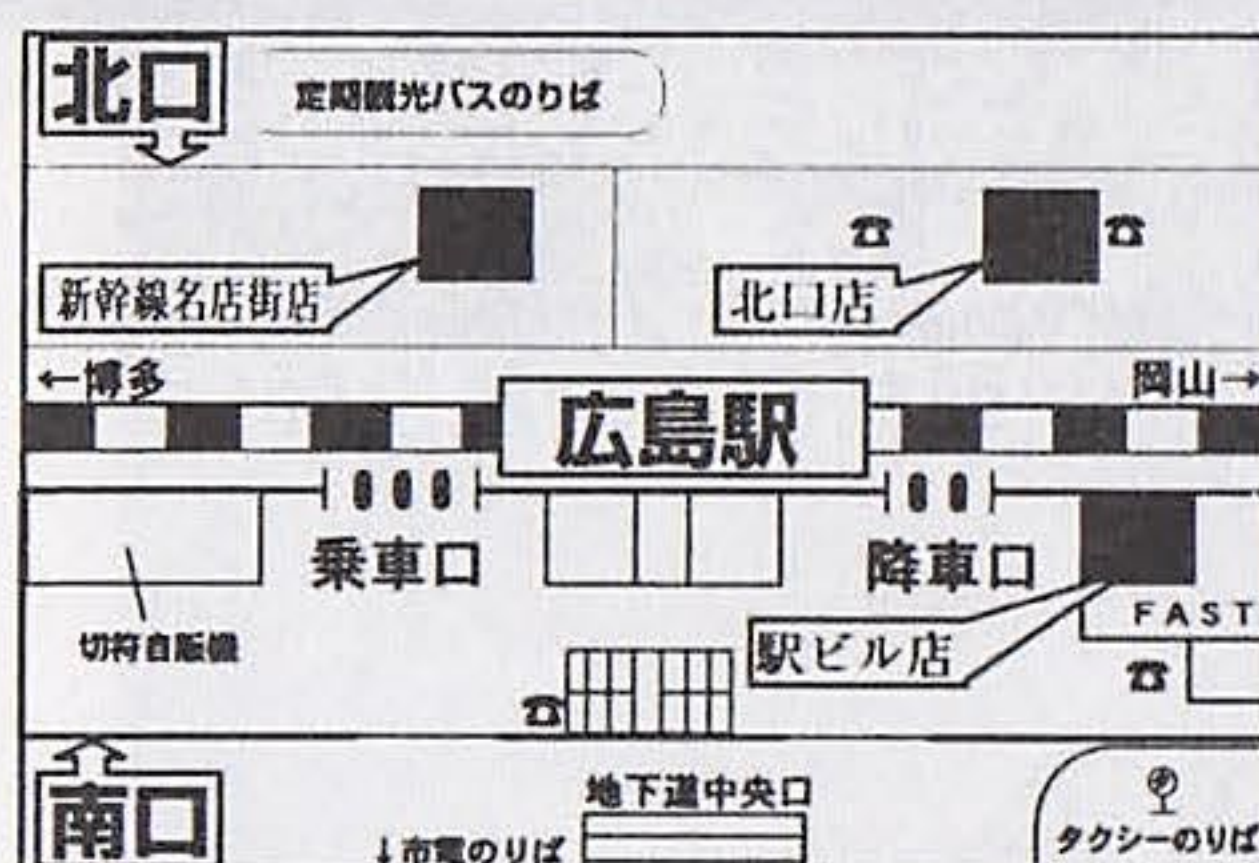 北口
定期観光バスのりば
新幹線名店街店
北口店
←博多
岡山→
広島駅
乗車口
降車口
切符自販機
駅ビル店
FAST
南口
地下道中央口
↓市電のりば
タクシーのりば